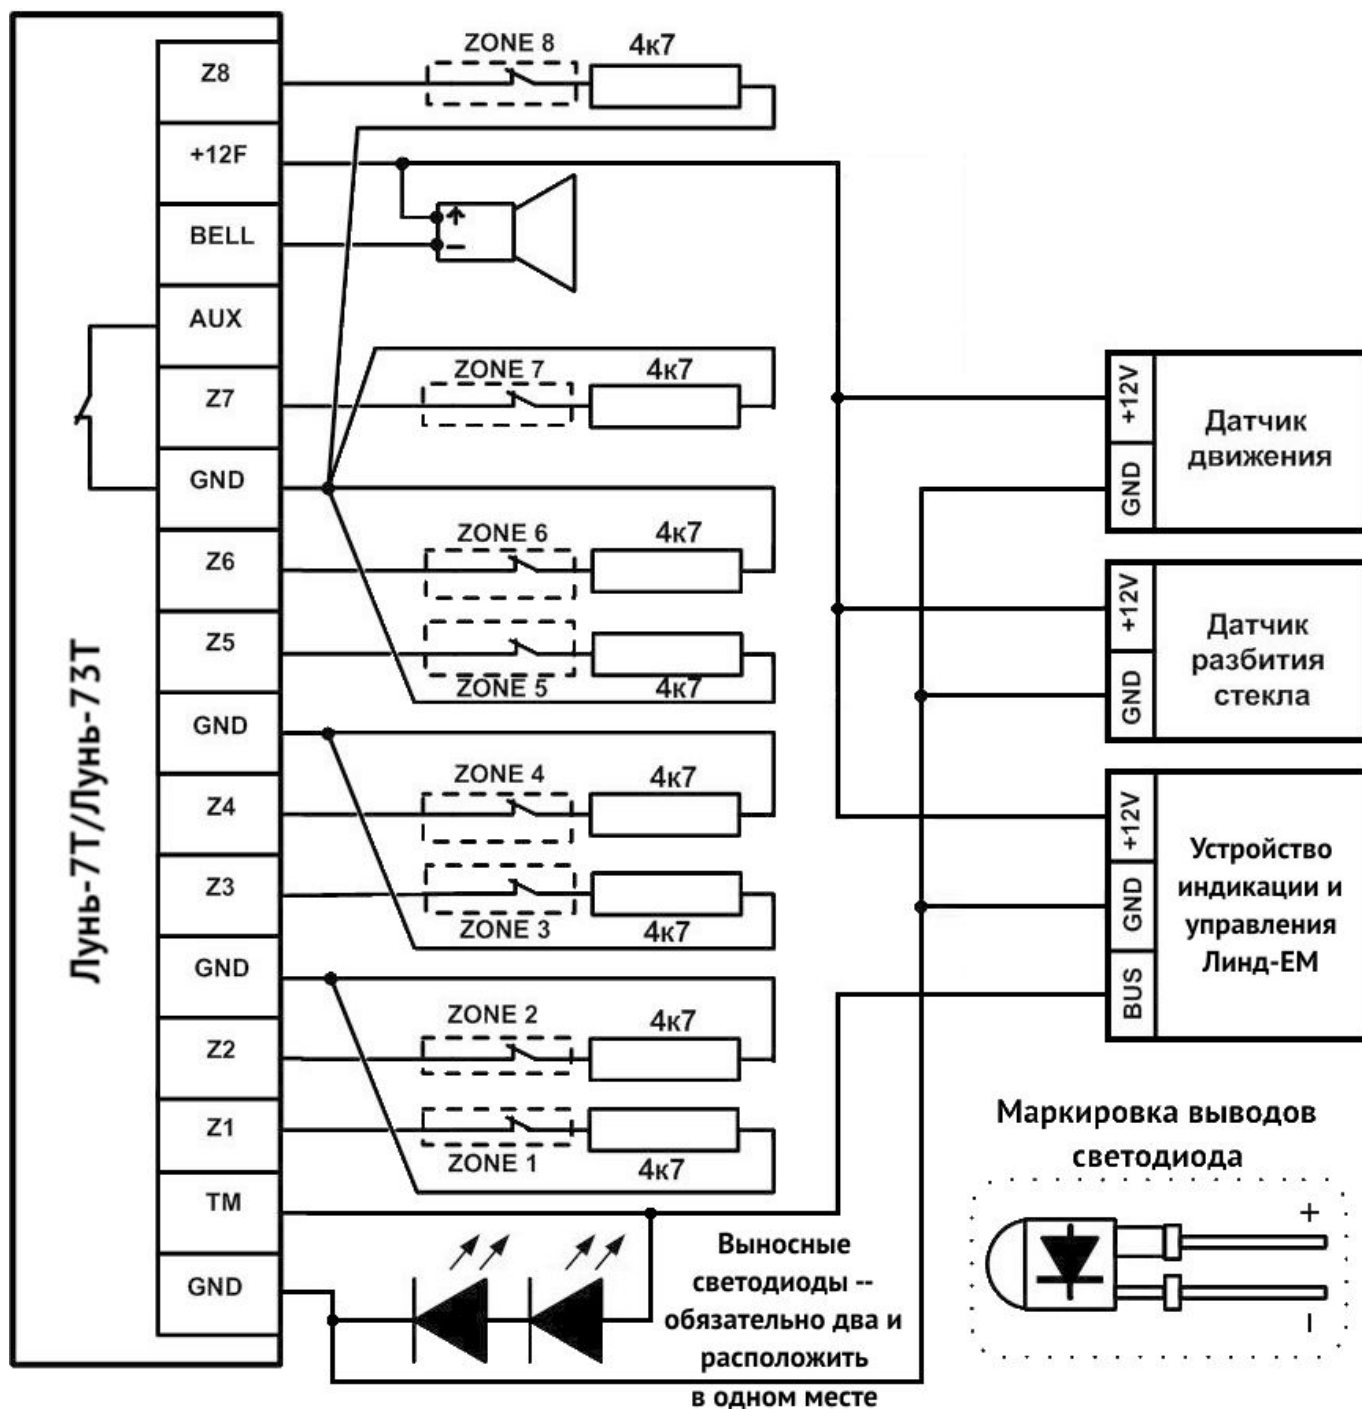 Лунь-7Т/Лунь-73Т
Z8
+12F
BELL
AUX
Z7
GND
Z6
Z5
GND
Z4
Z3
GND
Z2
Z1
TM
GND
ZONE 8
4к7
ZONE 7
4к7
ZONE 6
4к7
ZONE 5
4к7
ZONE 4
4к7
ZONE 3
4к7
ZONE 2
4к7
ZONE 1
4к7
+12V
GND
Датчик
движения
+12V
GND
Датчик
разбития
стекла
+12V
GND
BUS
Устройство
индикации и
управления
Линд-ЕМ
Выносные
светодиоды --
обязательно два и
расположить
в одном месте
Маркировка выводов
светодиода
+
–